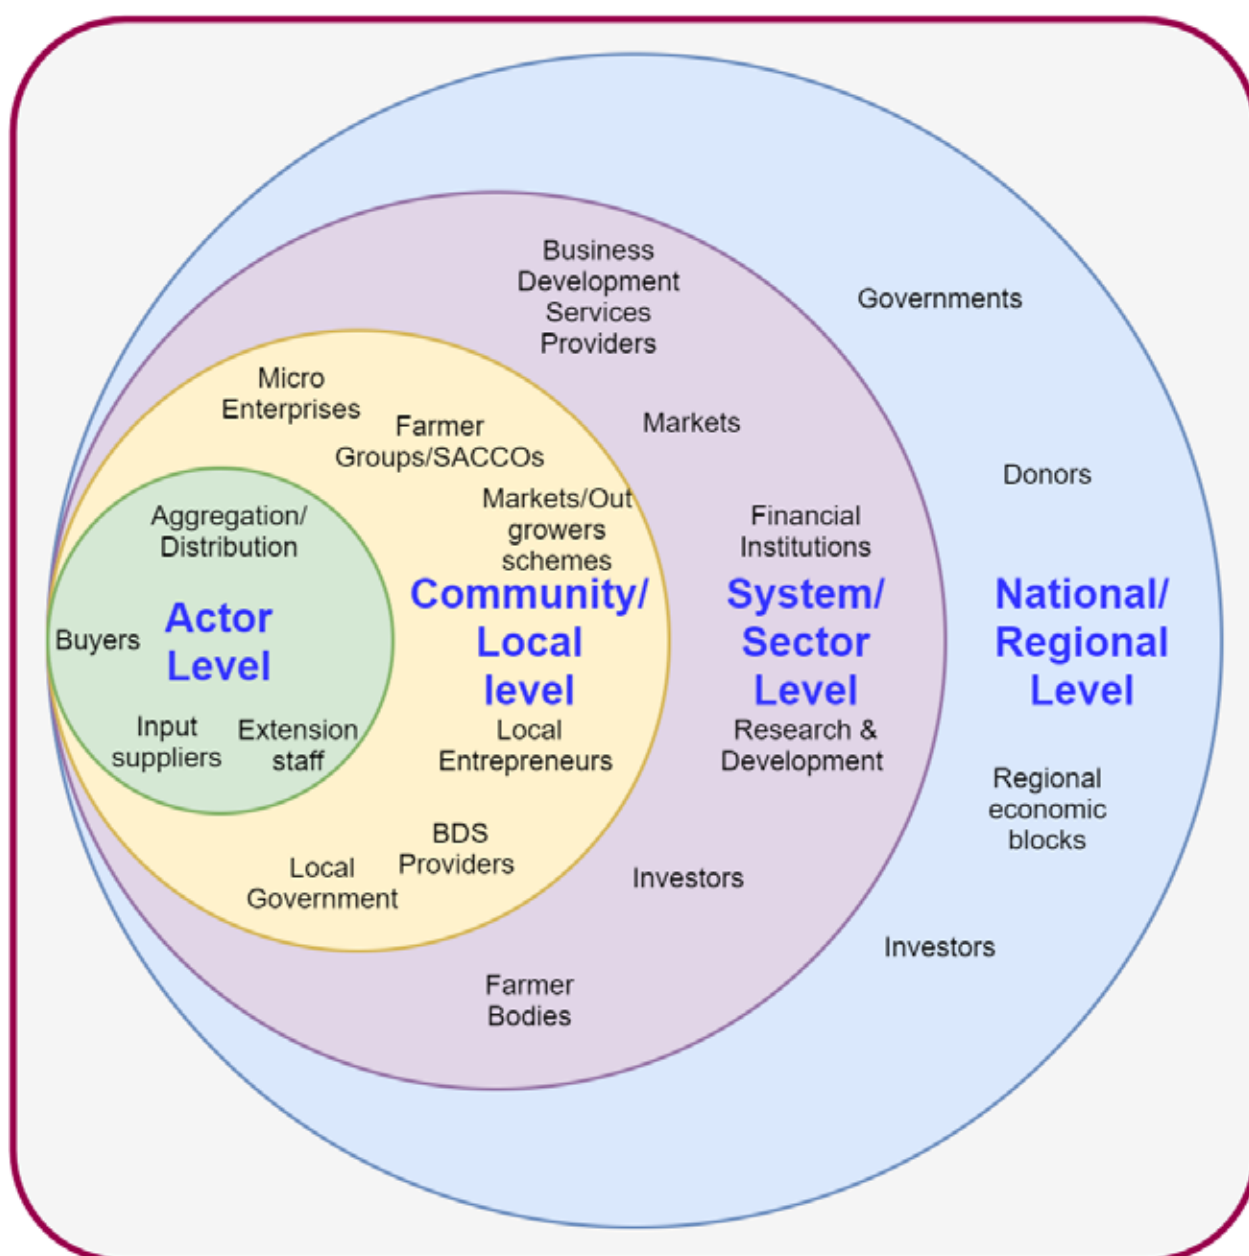 Aggregation/
Distribution
Buyers
Actor
Level
Input
suppliers
Extension
staff
Micro
Enterprises
Farmer
Groups/SACCOs
Markets/Out
growers
schemes
Community/
Local
level
Local
Entrepreneurs
BDS
Providers
Local
Government
Business
Development
Services
Providers
Markets
Financial
Institutions
System/
Sector
Level
Research &
Development
Investors
Farmer
Bodies
Governments
Donors
National/
Regional
Level
Regional
economic
blocks
Investors